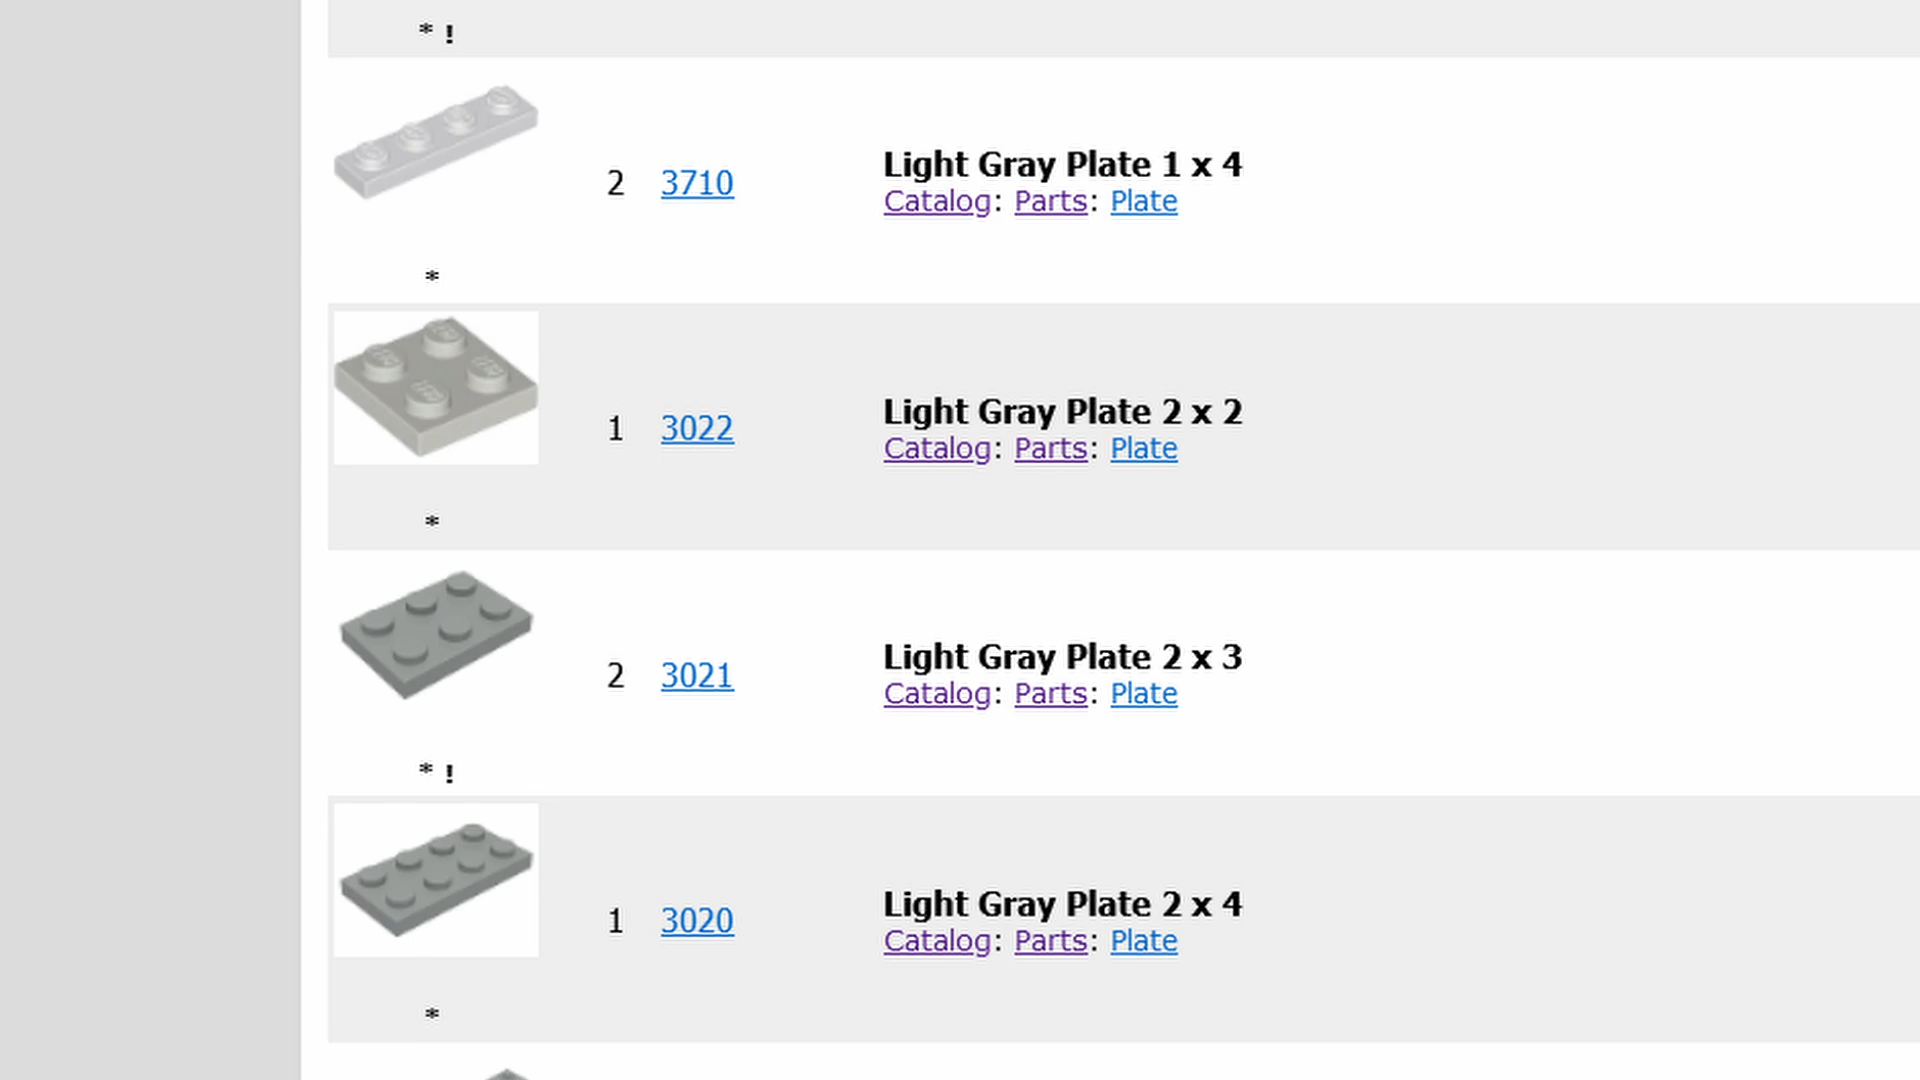 * !
2 3710 Light Gray Plate 1 x 4
Catalog: Parts: Plate
*
1 3022 Light Gray Plate 2 x 2
Catalog: Parts: Plate
*
2 3021 Light Gray Plate 2 x 3
Catalog: Parts: Plate
* !
1 3020 Light Gray Plate 2 x 4
Catalog: Parts: Plate
*